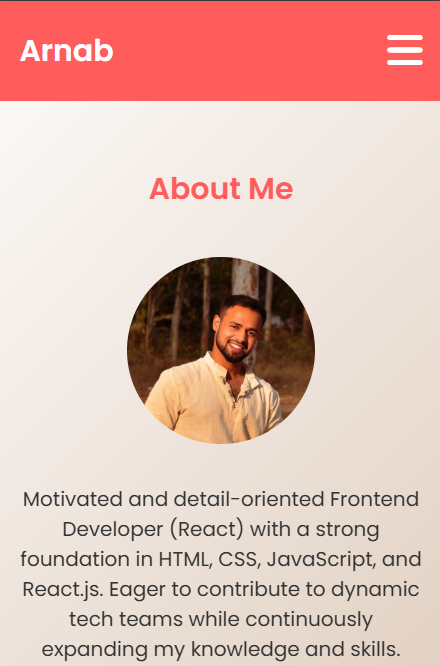 Arnab
About Me
Motivated and detail-oriented Frontend
Developer (React) with a strong
foundation in HTML, CSS, JavaScript, and
React.js. Eager to contribute to dynamic
tech teams while continuously
expanding my knowledge and skills.